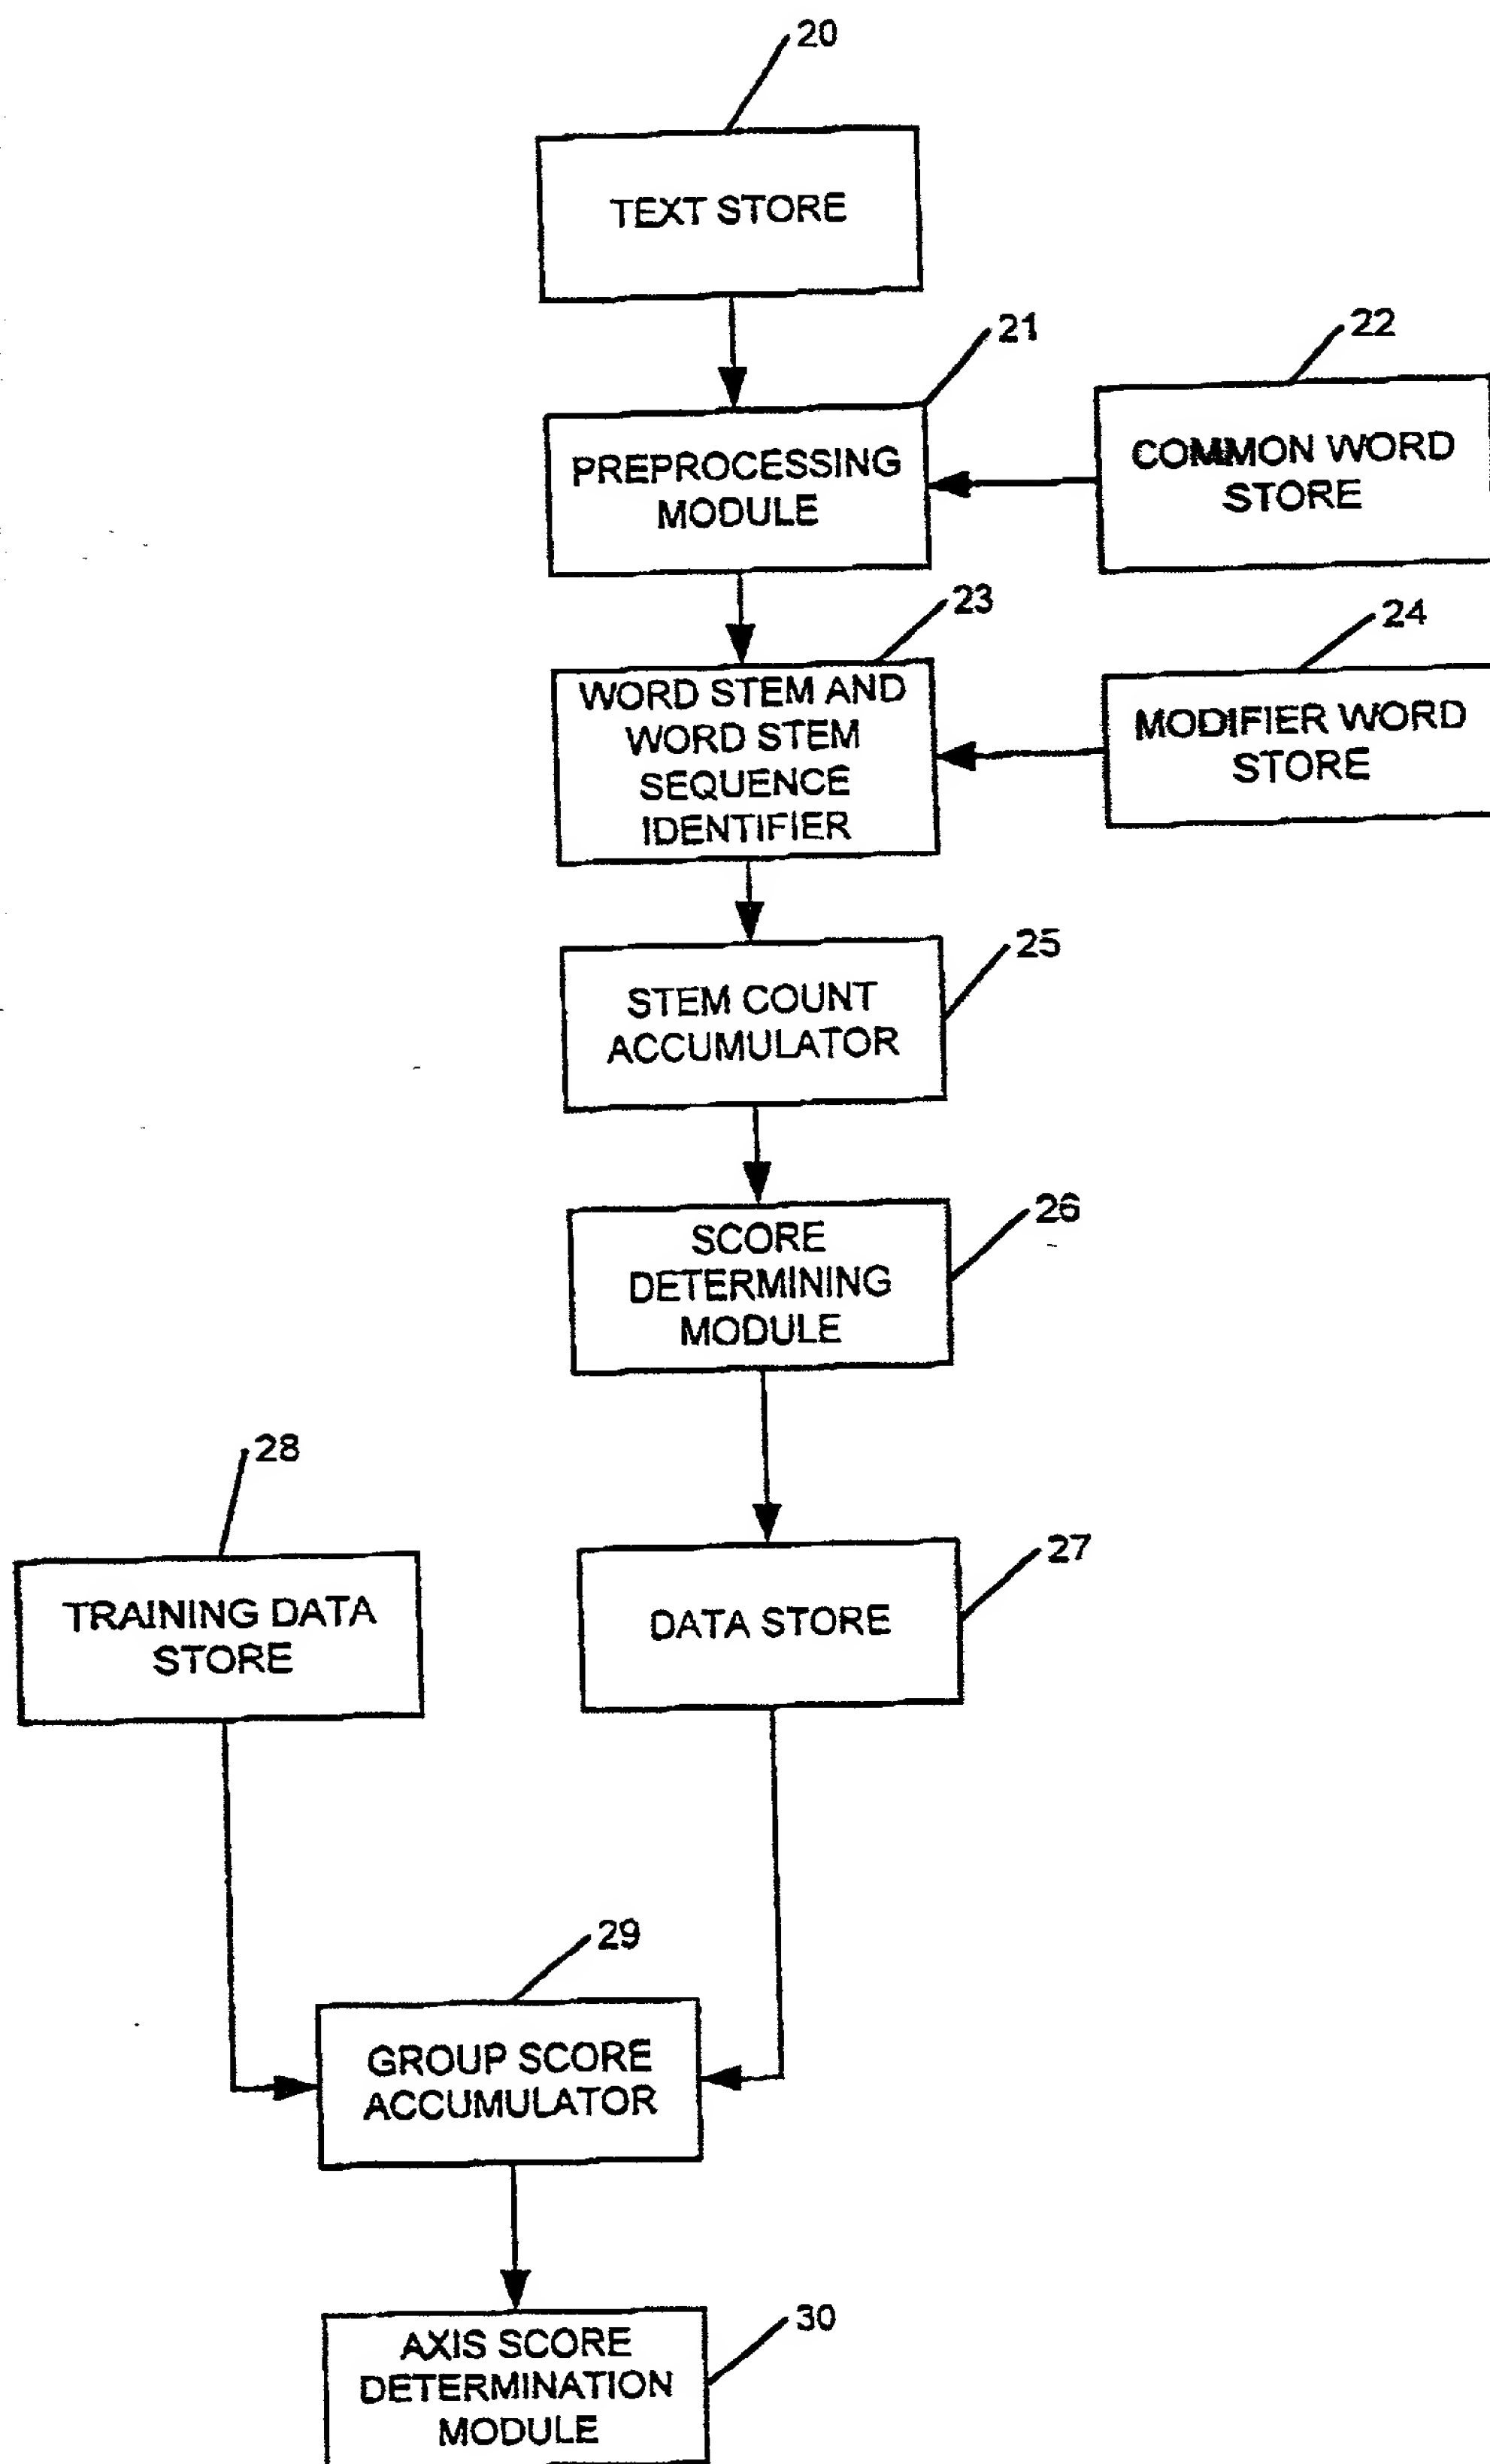 20
TEXT STORE
21
22
PREPROCESSING
MODULE
COMMON WORD
STORE
23
24
WORD STEM AND
WORD STEM
SEQUENCE
IDENTIFIER
MODIFIER WORD
STORE
25
STEM COUNT
ACCUMULATOR
26
SCORE
DETERMINING
MODULE
28
27
TRAINING DATA
STORE
DATA STORE
29
GROUP SCORE
ACCUMULATOR
30
AXIS SCORE
DETERMINATION
MODULE